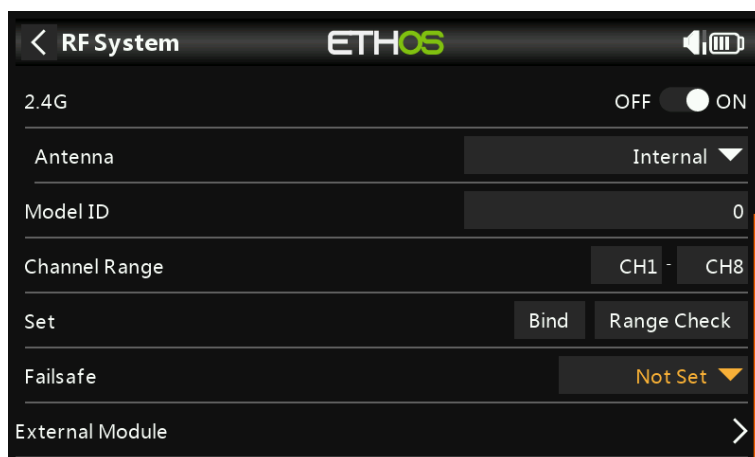 RF System ETHOS
2.4G OFF ON
Antenna Internal
Model ID 0
Channel Range CH1 - CH8
Set Bind Range Check
Failsafe Not Set
External Module